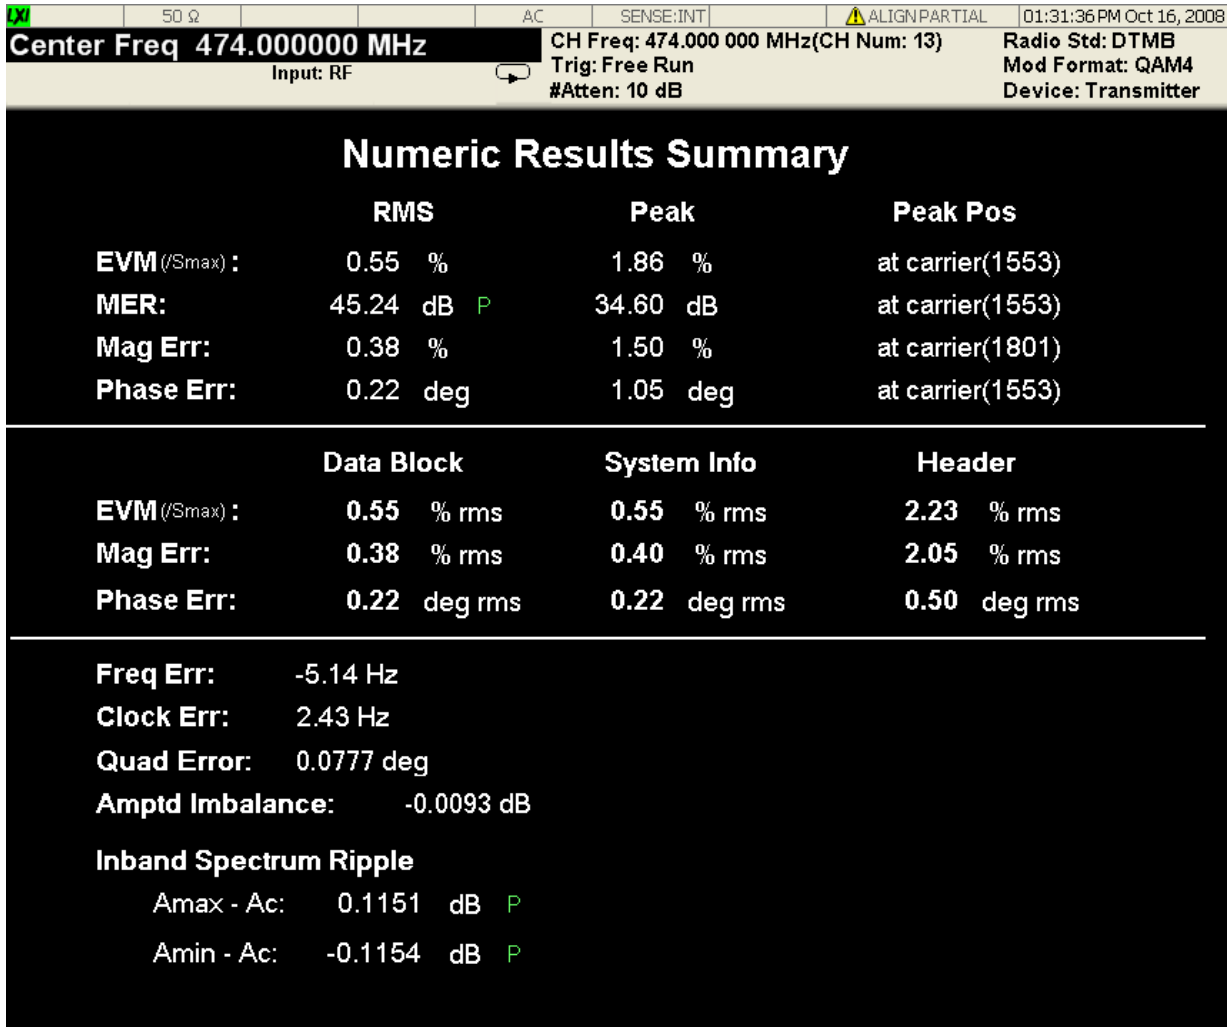 LXI 50 Ω AC SENSE:INT ALIGN PARTIAL 01:31:36 PM Oct 16, 2008
Center Freq 474.000000 MHz CH Freq: 474.000 000 MHz(CH Num: 13) Radio Std: DTMB
Input: RF Trig: Free Run Mod Format: QAM4
#Atten: 10 dB Device: Transmitter
Numeric Results Summary
RMS Peak Peak Pos
EVM(/Smax) : 0.55 % 1.86 % at carrier(1553)
MER: 45.24 dB P 34.60 dB at carrier(1553)
Mag Err: 0.38 % 1.50 % at carrier(1801)
Phase Err: 0.22 deg 1.05 deg at carrier(1553)
Data Block System Info Header
EVM(/Smax) : 0.55 % rms 0.55 % rms 2.23 % rms
Mag Err: 0.38 % rms 0.40 % rms 2.05 % rms
Phase Err: 0.22 deg rms 0.22 deg rms 0.50 deg rms
Freq Err: -5.14 Hz
Clock Err: 2.43 Hz
Quad Error: 0.0777 deg
Amptd Imbalance: -0.0093 dB
Inband Spectrum Ripple
Amax - Ac: 0.1151 dB P
Amin - Ac: -0.1154 dB P